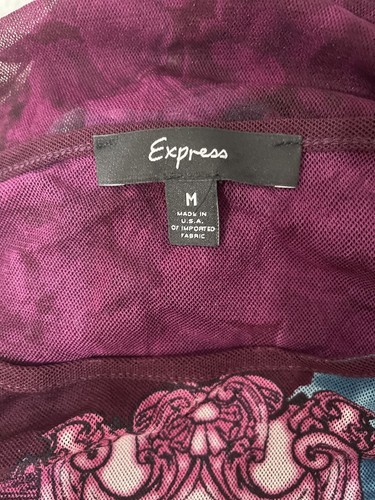 Express
M
MADE IN
U.S.A.
OF IMPORTED
FABRIC